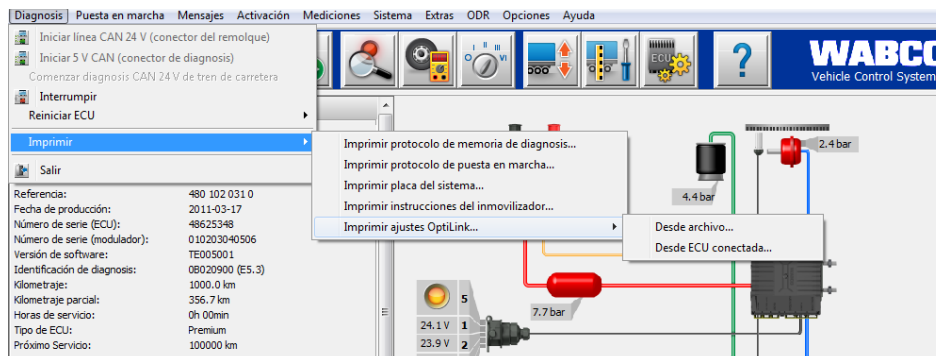 Diagnosis Puesta en marcha Mensajes Activación Mediciones Sistema Extras ODR Opciones Ayuda
Iniciar línea CAN 24 V (conector del remolque)
Iniciar 5 V CAN (conector de diagnosis)
Comenzar diagnosis CAN 24 V de tren de carretera
Interrumpir
Reiniciar ECU
Imprimir
Salir
Imprimir protocolo de memoria de diagnosis...
Imprimir protocolo de puesta en marcha...
Imprimir placa del sistema...
Imprimir instrucciones del inmovilizador...
Imprimir ajustes OptiLink...
Desde archivo...
Desde ECU conectada...
I II III
O VI
ECU
?
WABCO
Vehicle Control System
Referencia: 480 102 031 0
Fecha de producción: 2011-03-17
Número de serie (ECU): 48625348
Número de serie (modulador): 010203040506
Versión de software: TE005001
Identificación de diagnosis: 0B020900 (E5.3)
Kilometraje: 1000.0 km
Kilometraje parcial: 356.7 km
Horas de servicio: 0h 00min
Tipo de ECU: Premium
Próximo Servicio: 100000 km
2.4 bar
4.4 bar
7.7 bar
5
24.1 V 1
23.9 V 2